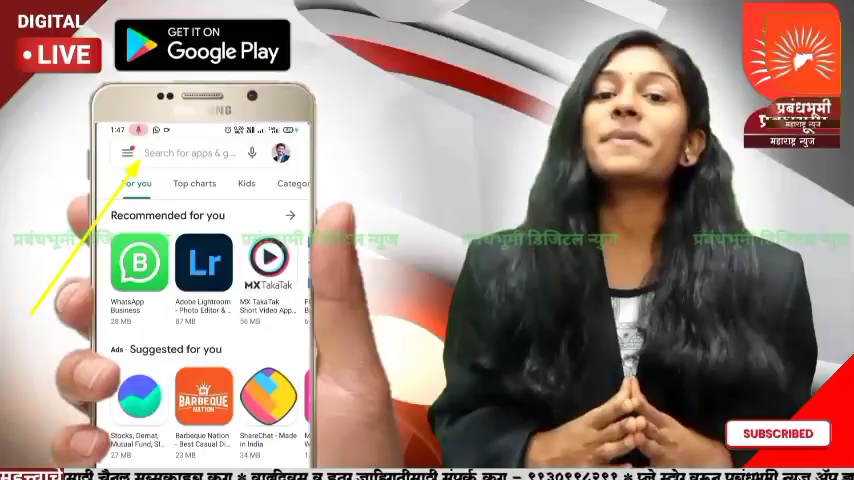 DIGITAL
LIVE
GET IT ON
Google Play
1:47
Search for apps & g...
For you
Top charts
Kids
Categor
Recommended for you
WhatsApp
Business
28 MB
Lr
Adobe Lightroom
- Photo Editor & ..
87 MB
MX TakaTak
MX TakaTak
Short Video App..
56 MB
Ads
Suggested for you
Stocks, Demat,
Mutual Fund, SI..
27 MB
BARBEQUE
NATION
Barbeque Nation
- Best Casual Di...
23 MB
ShareChat - Made
in India
34 MB
प्रबंधभूमी
महाराष्ट्र न्यूज
महाराष्ट्र न्यूज
प्रबंधभूमी डिजिटल न्यूज
प्रबंधभूमी डिजिटल न्यूज
प्रबंधभूमी डिजिटल न्यूज
SUBSCRIBED